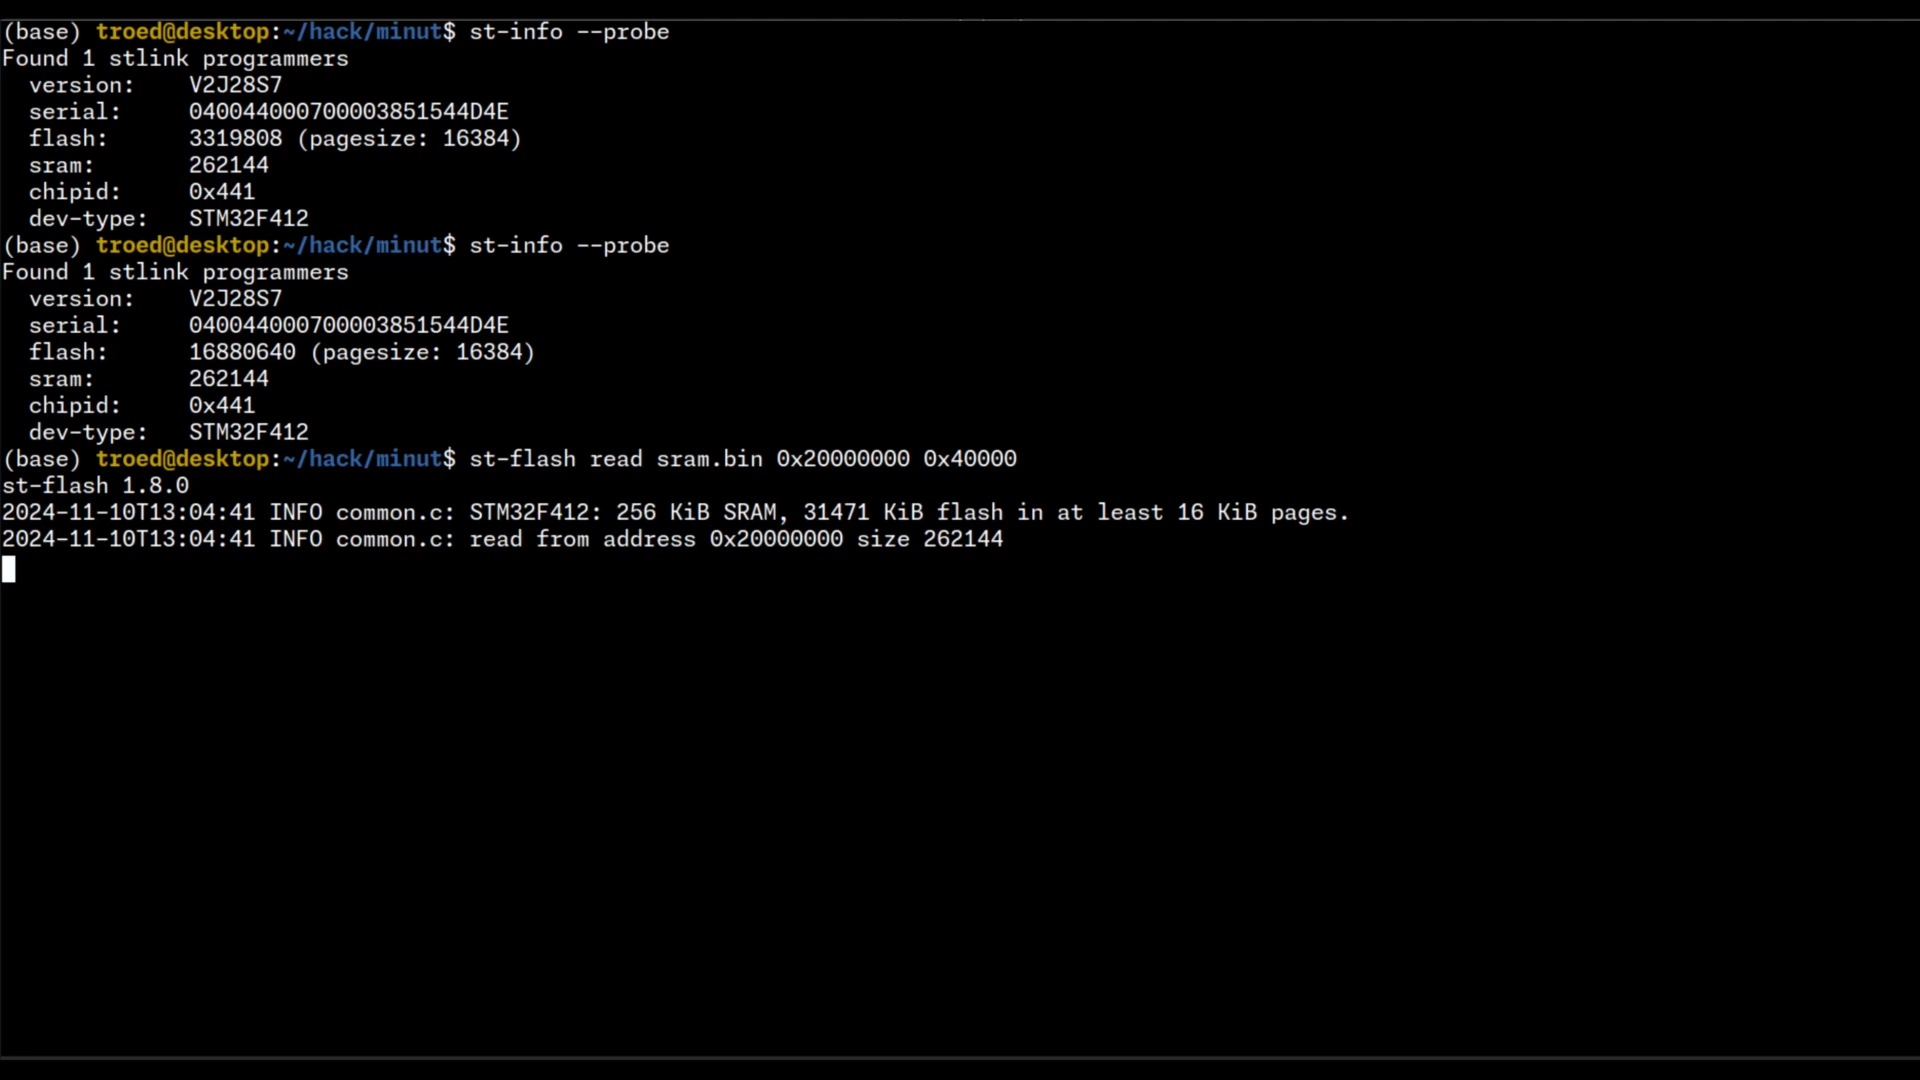 (base) troed@desktop:~/hack/minut$ st-info --probe
Found 1 stlink programmers
  version:    V2J28S7
  serial:     040044000700003851544D4E
  flash:      3319808 (pagesize: 16384)
  sram:       262144
  chipid:     0x441
  dev-type:   STM32F412
(base) troed@desktop:~/hack/minut$ st-info --probe
Found 1 stlink programmers
  version:    V2J28S7
  serial:     040044000700003851544D4E
  flash:      16880640 (pagesize: 16384)
  sram:       262144
  chipid:     0x441
  dev-type:   STM32F412
(base) troed@desktop:~/hack/minut$ st-flash read sram.bin 0x20000000 0x40000
st-flash 1.8.0
2024-11-10T13:04:41 INFO common.c: STM32F412: 256 KiB SRAM, 31471 KiB flash in at least 16 KiB pages.
2024-11-10T13:04:41 INFO common.c: read from address 0x20000000 size 262144